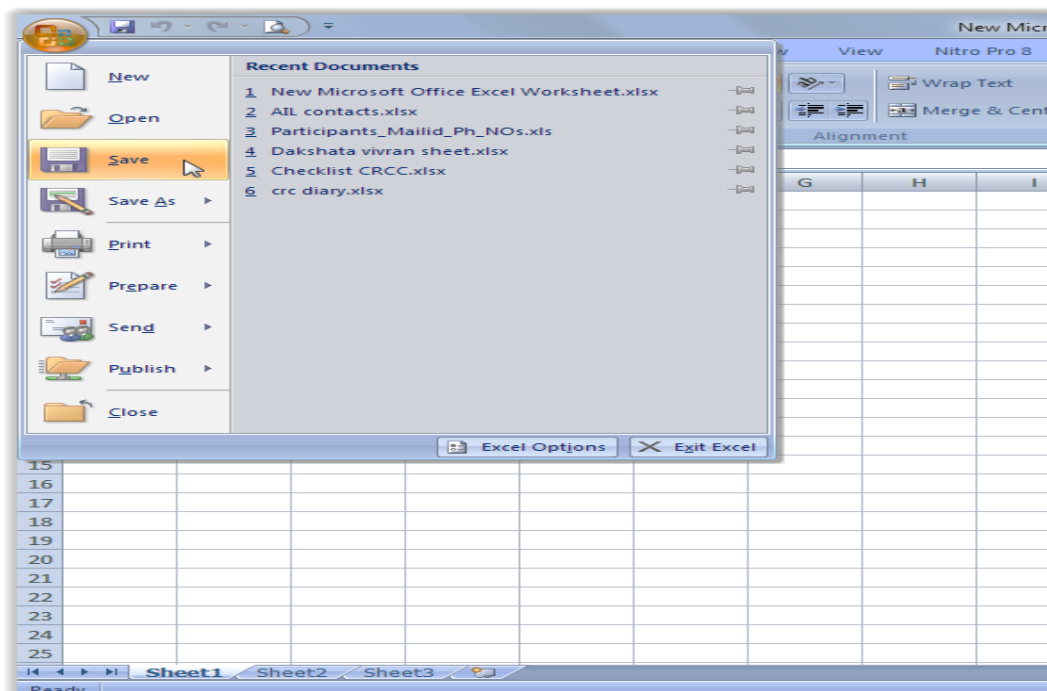 New Micr
w View Nitro Pro 8
New
Open
Save
Save As
Print
Prepare
Send
Publish
Close
Recent Documents
1 New Microsoft Office Excel Worksheet.xlsx
2 AIL contacts.xlsx
3 Participants_Mailid_Ph_NOs.xls
4 Dakshata vivran sheet.xlsx
5 Checklist CRCC.xlsx
6 crc diary.xlsx
Excel Options Exit Excel
Wrap Text
Merge & Cent
Alignment
G H I
15
16
17
18
19
20
21
22
23
24
25
Sheet1 Sheet2 Sheet3
Ready